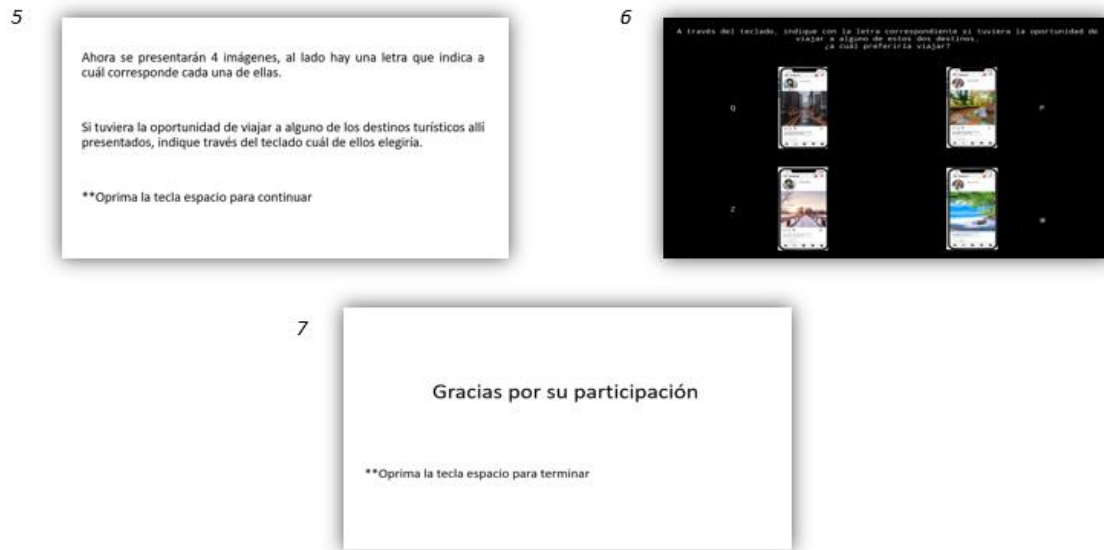 5
Ahora se presentarán 4 imágenes, al lado hay una letra que indica a
cuál corresponde cada una de ellas.
Si tuviera la oportunidad de viajar a alguno de los destinos turísticos allí
presentados, indique través del teclado cuál de ellos elegiría.
**Oprima la tecla espacio para continuar
6
A través del teclado, indique con la letra correspondiente si tuviera la oportunidad de
viajar a alguno de estos dos destinos,
¿a cuál preferiría viajar?
Q
P
Z
7
Gracias por su participación
**Oprima la tecla espacio para terminar